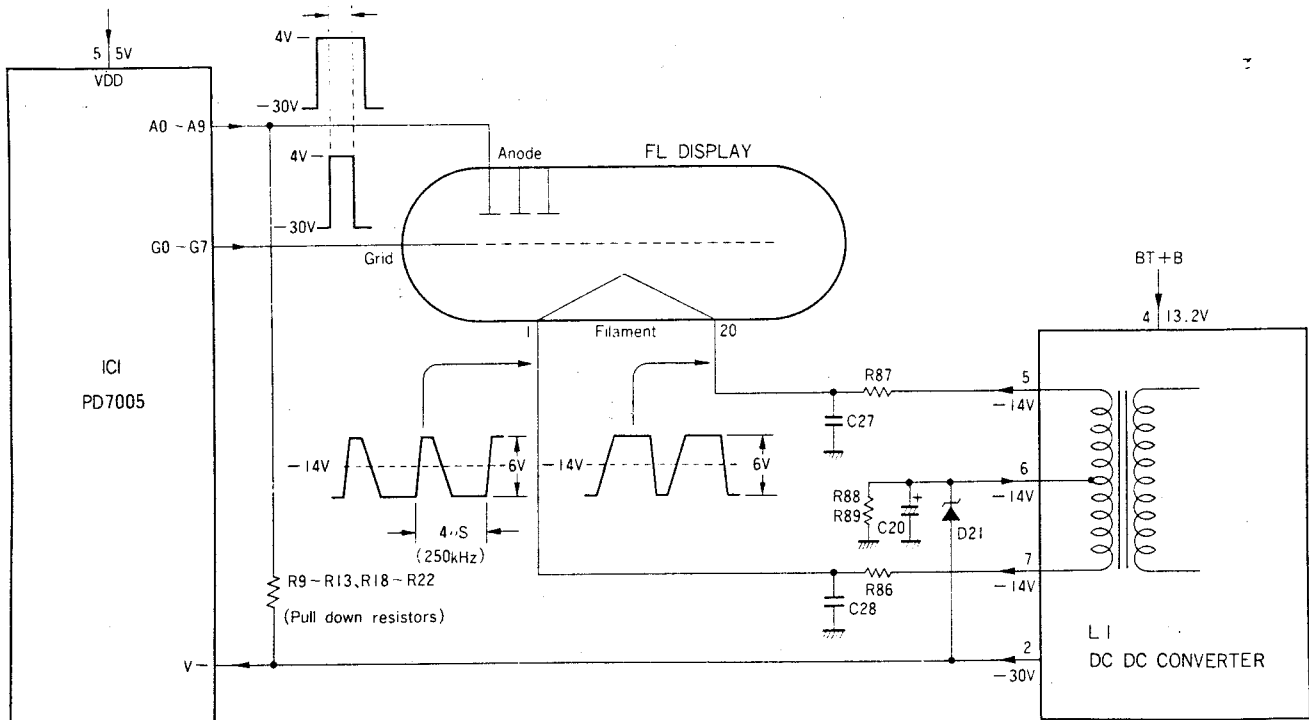 5 5V
VDD
4V
−30V
A0 ~ A9
4V
−30V
Anode
FL DISPLAY
G0 ~ G7
Grid
1
Filament
20
BT+B
4 13.2V
IC1
PD7005
−14V
6V
4μS
(250kHz)
−14V
6V
R87
5
−14V
C27
6
−14V
R88
R89
+
C20
D21
R86
7
−14V
C28
R9~R13、R18~R22
(Pull down resistors)
V−
2
−30V
L1
DC DC CONVERTER